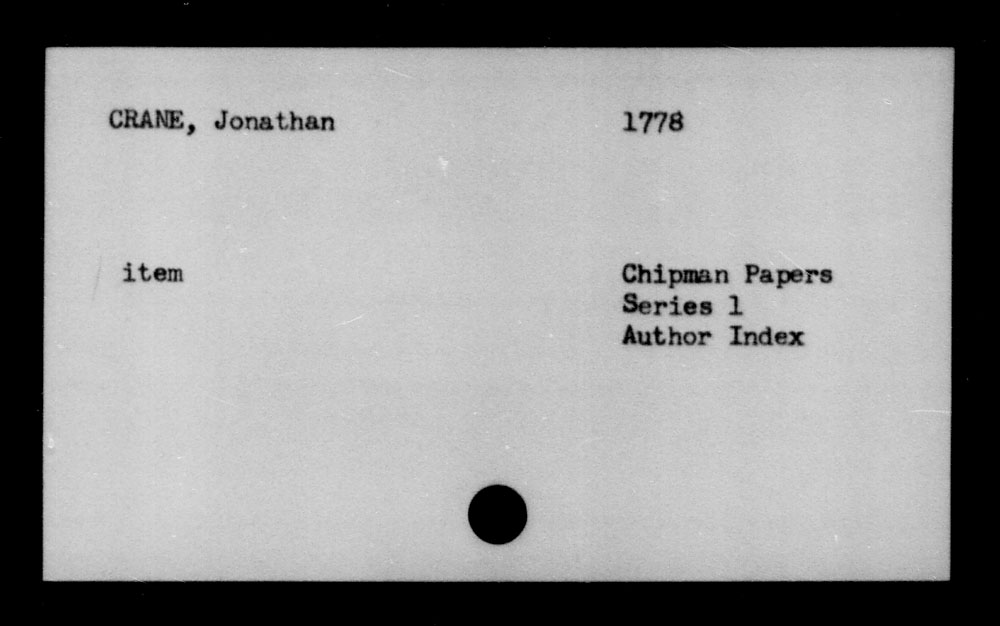 CRANE, Jonathan 1778
item Chipman Papers
Series 1
Author Index